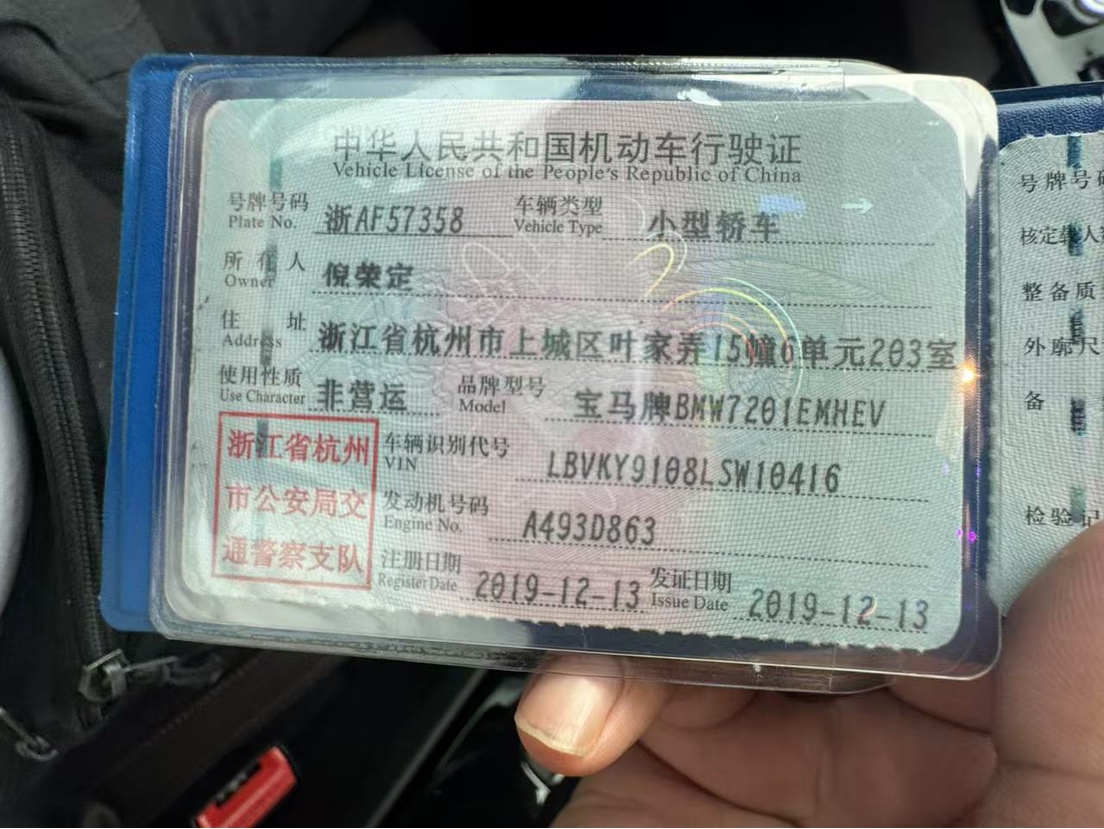 中华人民共和国机动车行驶证
Vehicle License of the People's Republic of China
号牌号码 浙AF57358 车辆类型 小型轿车
Plate No. Vehicle Type
所有人 倪荣定
Owner
住址 浙江省杭州市上城区叶家弄15幢6单元203室
Address
使用性质 非营运 品牌型号 宝马牌BMW7201EMHEV
Use Character Model
浙江省杭州
市公安局交
通警察支队
车辆识别代号 LBVKY9108LSW10416
VIN
发动机号码 A493D863
Engine No.
注册日期 2019-12-13 发证日期 2019-12-13
Register Date Issue Date
号牌号码
核定载人
整备质
外廓尺
备
检验记